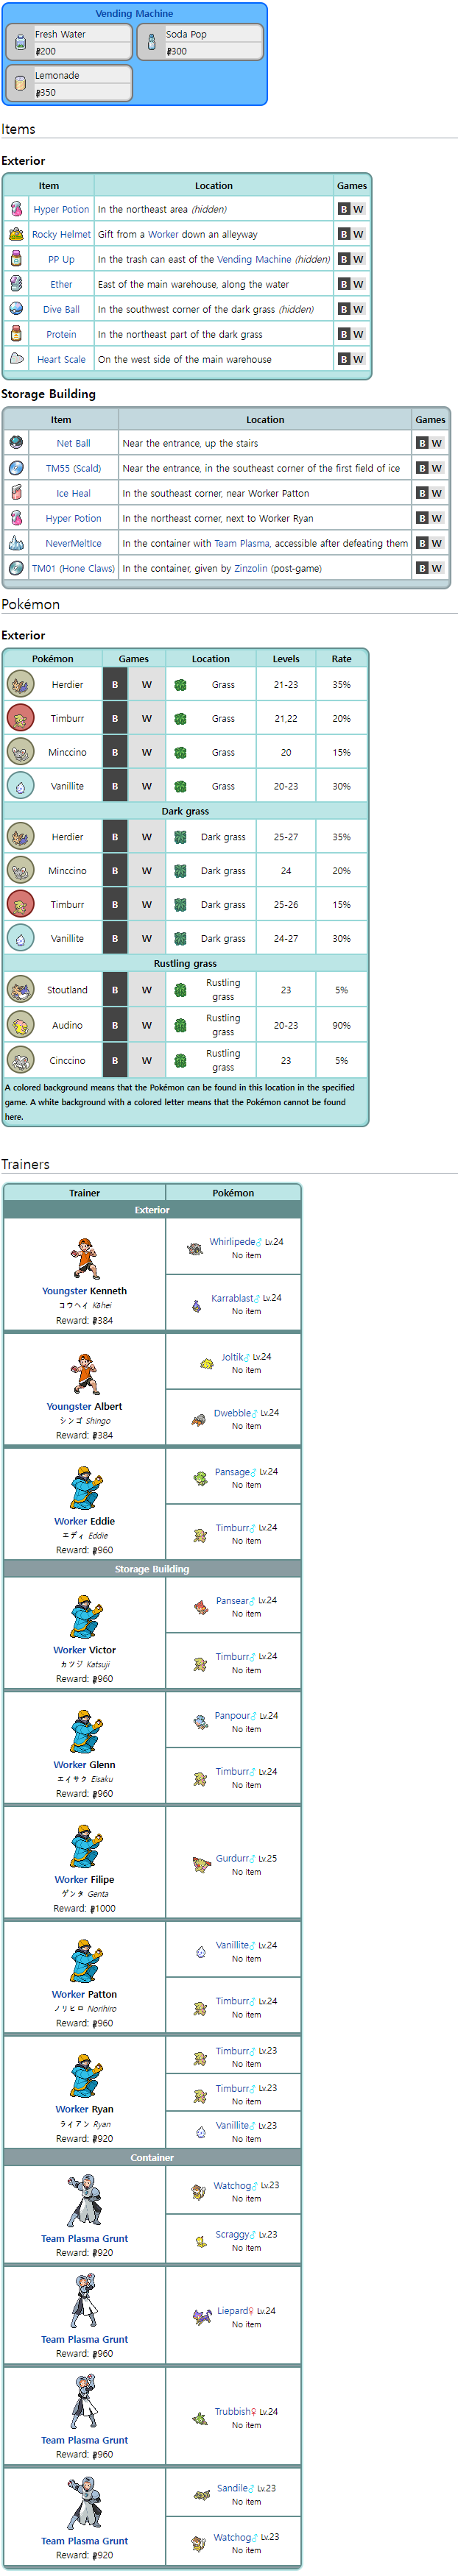 Vending Machine
Fresh Water
₽200
Soda Pop
₽300
Lemonade
₽350
Items
Exterior
Item Location Games
Hyper Potion In the northeast area (hidden) B W
Rocky Helmet Gift from a Worker down an alleyway B W
PP Up In the trash can east of the Vending Machine (hidden) B W
Ether East of the main warehouse, along the water B W
Dive Ball In the southwest corner of the dark grass (hidden) B W
Protein In the northeast part of the dark grass B W
Heart Scale On the west side of the main warehouse B W
Storage Building
Item Location Games
Net Ball Near the entrance, up the stairs B W
TM55 (Scald) Near the entrance, in the southeast corner of the first field of ice B W
Ice Heal In the southeast corner, near Worker Patton B W
Hyper Potion In the northeast corner, next to Worker Ryan B W
NeverMeltIce In the container with Team Plasma, accessible after defeating them B W
TM01 (Hone Claws) In the container, given by Zinzolin (post-game) B W
Pokémon
Exterior
Pokémon Games Location Levels Rate
Herdier B W Grass 21-23 35%
Timburr B W Grass 21,22 20%
Minccino B W Grass 20 15%
Vanillite B W Grass 20-23 30%
Dark grass
Herdier B W Dark grass 25-27 35%
Minccino B W Dark grass 24 20%
Timburr B W Dark grass 25-26 15%
Vanillite B W Dark grass 24-27 30%
Rustling grass
Stoutland B W Rustling grass 23 5%
Audino B W Rustling grass 20-23 90%
Cinccino B W Rustling grass 23 5%
A colored background means that the Pokémon can be found in this location in the specified
game. A white background with a colored letter means that the Pokémon cannot be found
here.
Trainers
Trainer Pokémon
Exterior
Youngster Kenneth
コウヘイ Kōhei
Reward: ₽384
Whirlipede♂ Lv.24
No item
Karrablast♂ Lv.24
No item
Youngster Albert
シンゴ Shingo
Reward: ₽384
Joltik♂ Lv.24
No item
Dwebble♂ Lv.24
No item
Worker Eddie
エディ Eddie
Reward: ₽960
Pansage♂ Lv.24
No item
Timburr♂ Lv.24
No item
Storage Building
Worker Victor
カツジ Katsuji
Reward: ₽960
Pansear♂ Lv.24
No item
Timburr♂ Lv.24
No item
Worker Glenn
エイサク Eisaku
Reward: ₽960
Panpour♂ Lv.24
No item
Timburr♂ Lv.24
No item
Worker Filipe
ゲンタ Genta
Reward: ₽1000
Gurdurr♂ Lv.25
No item
Worker Patton
ノリヒロ Norihiro
Reward: ₽960
Vanillite♂ Lv.24
No item
Timburr♂ Lv.24
No item
Worker Ryan
ライアン Ryan
Reward: ₽920
Timburr♂ Lv.23
No item
Timburr♂ Lv.23
No item
Vanillite♂ Lv.23
No item
Container
Team Plasma Grunt
Reward: ₽920
Watchog♂ Lv.23
No item
Scraggy♂ Lv.23
No item
Team Plasma Grunt
Reward: ₽960
Liepard♀ Lv.24
No item
Team Plasma Grunt
Reward: ₽960
Trubbish♀ Lv.24
No item
Team Plasma Grunt
Reward: ₽920
Sandile♂ Lv.23
No item
Watchog♂ Lv.23
No item